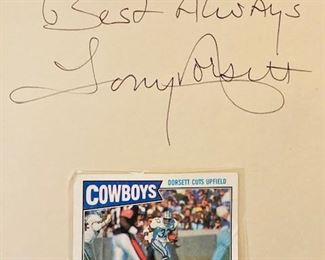 Best Always
Tony Dorsett
DORSETT CUTS UPFIELD
COWBOYS